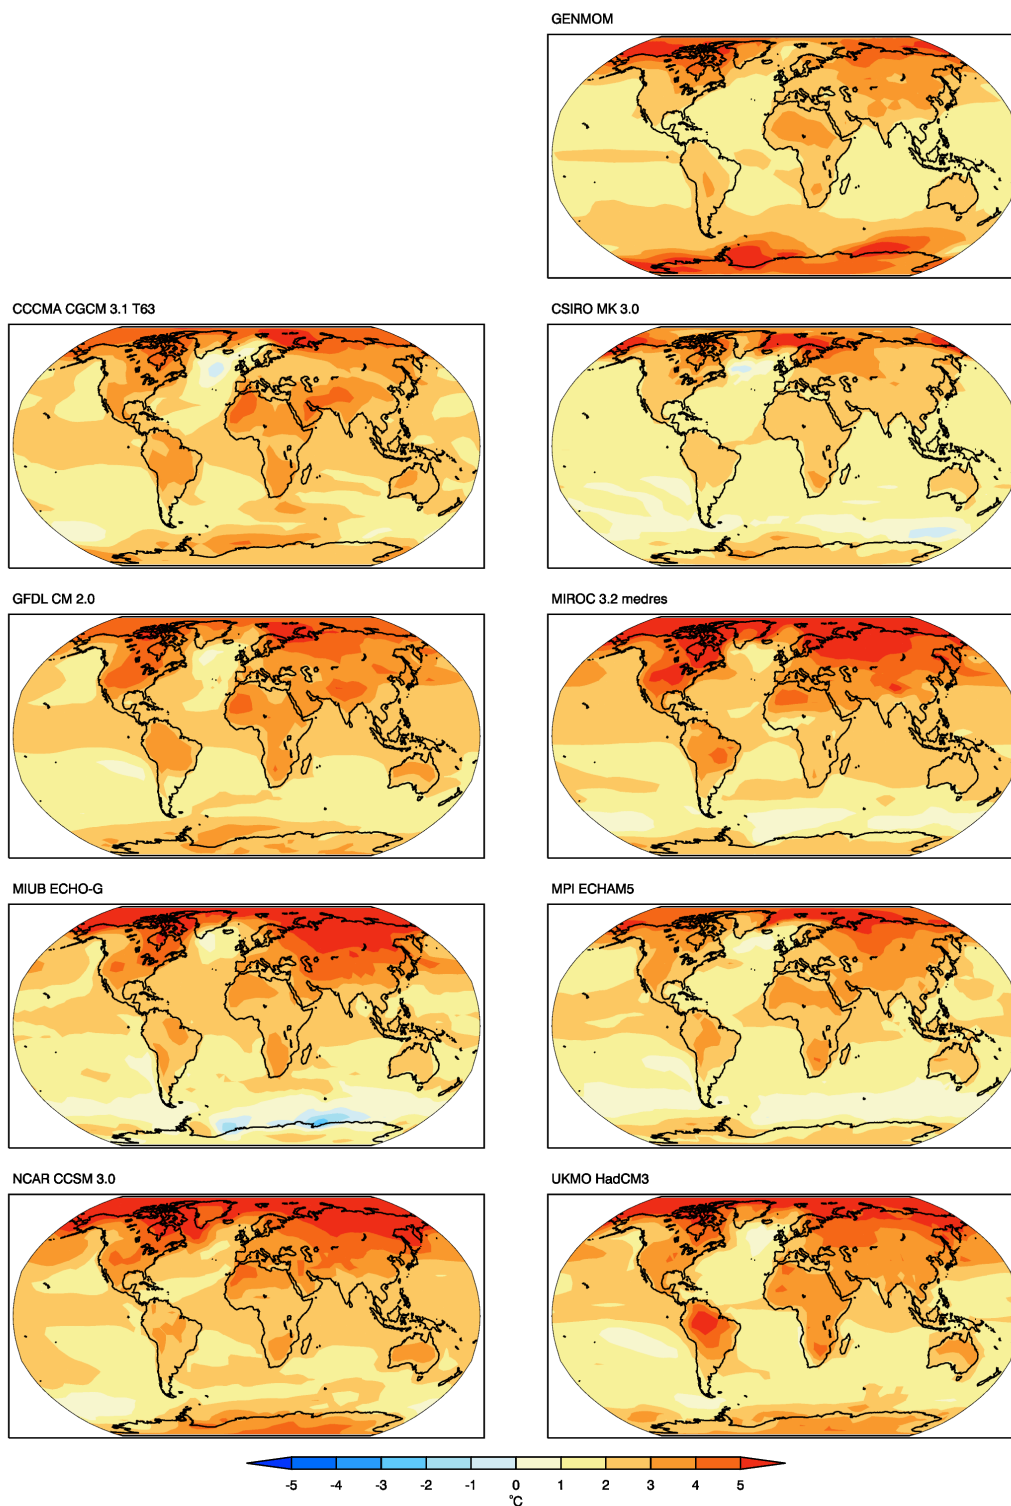 GENMOM
CCCMA CGCM 3.1 T63
CSIRO MK 3.0
GFDL CM 2.0
MIROC 3.2 medres
MIUB ECHO-G
MPI ECHAM5
NCAR CCSM 3.0
UKMO HadCM3
-5 -4 -3 -2 -1 0 1 2 3 4 5
°C